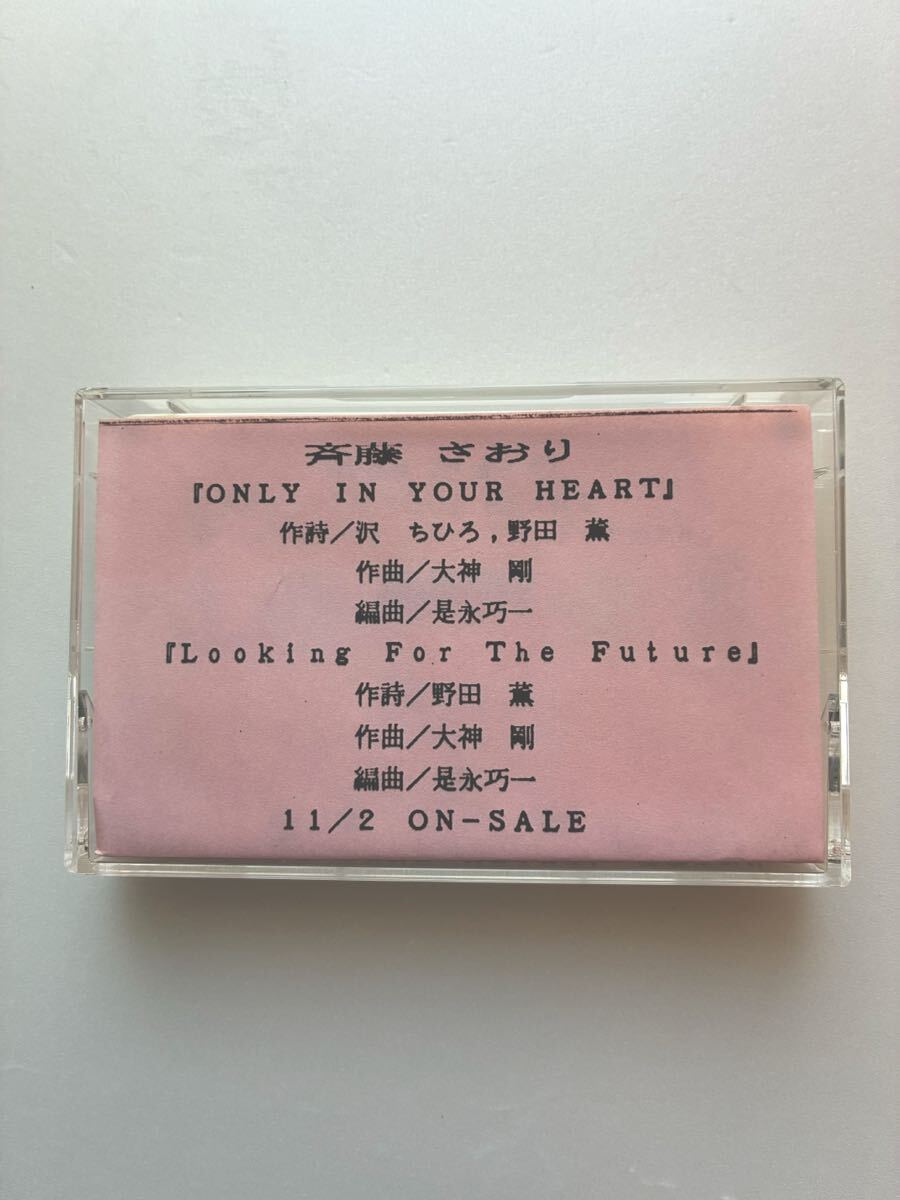 斉藤 さおり
『ONLY IN YOUR HEART』
作詩／沢 ちひろ,野田 薫
作曲／大神 剛
編曲／是永巧一
『Looking For The Future』
作詩／野田 薫
作曲／大神 剛
編曲／是永巧一
11/2 ON-SALE